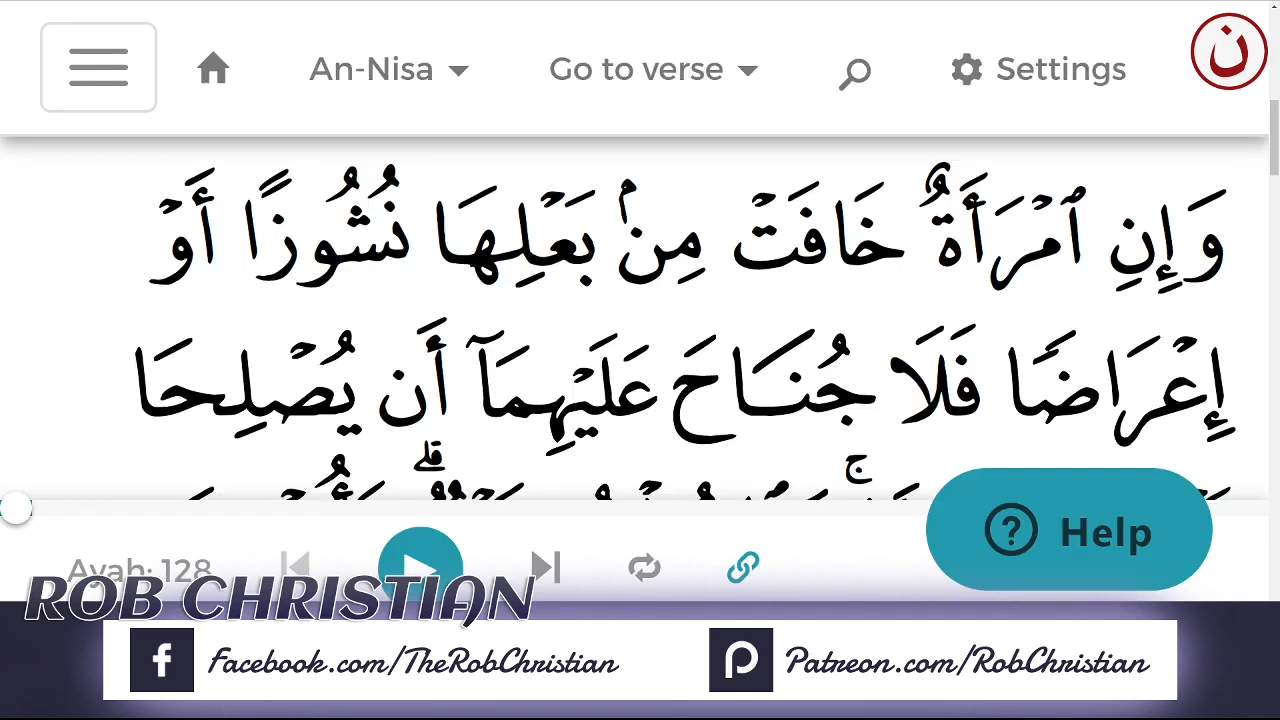 An-Nisa
Go to verse
Settings
ن
وَإِنِ ٱمۡرَأَةٌ خَافَتۡ مِنۢ بَعۡلِهَا نُشُوزًا أَوۡ
إِعۡرَاضٗا فَلَا جُنَاحَ عَلَيۡهِمَآ أَن يُصۡلِحَا
Help
Ayah: 128
ROB CHRISTIAN
Facebook.com/TheRobChristian
Patreon.com/RobChristian